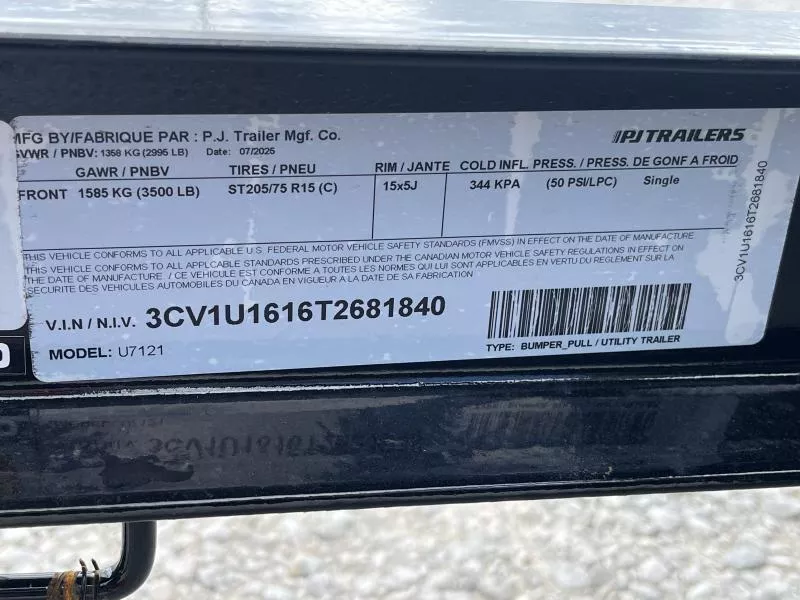 MFG BY/FABRIQUE PAR : P.J. Trailer Mfg. Co.
PJ TRAILERS
GVWR / PNBV: 1358 KG (2995 LB) Date: 07/2025
GAWR / PNBV TIRES / PNEU RIM / JANTE COLD INFL. PRESS. / PRESS. DE GONF A FROID
FRONT 1585 KG (3500 LB) ST205/75 R15 (C) 15x5J 344 KPA (50 PSI/LPC) Single
THIS VEHICLE CONFORMS TO ALL APPLICABLE U.S. FEDERAL MOTOR VEHICLE SAFETY STANDARDS (FMVSS) IN EFFECT ON THE DATE OF MANUFACTURE
THIS VEHICLE CONFORMS TO ALL APPLICABLE STANDARDS PRESCRIBED UNDER THE CANADIAN MOTOR VEHICLE SAFETY REGULATIONS IN EFFECT ON
THE DATE OF MANUFACTURE. / CE VEHICULE EST CONFORME A TOUTES LES NORMES QUI LUI SONT APPLICABLES EN VERTU DU REGLEMENT SUR LA
SECURITE DES VEHICULES AUTOMOBILES DU CANADA EN VIGUEUR A LA DATE DE SA FABRICATION
V.I.N / N.I.V. 3CV1U1616T2681840
MODEL: U7121
TYPE: BUMPER_PULL / UTILITY TRAILER
3CV1U1616T2681840